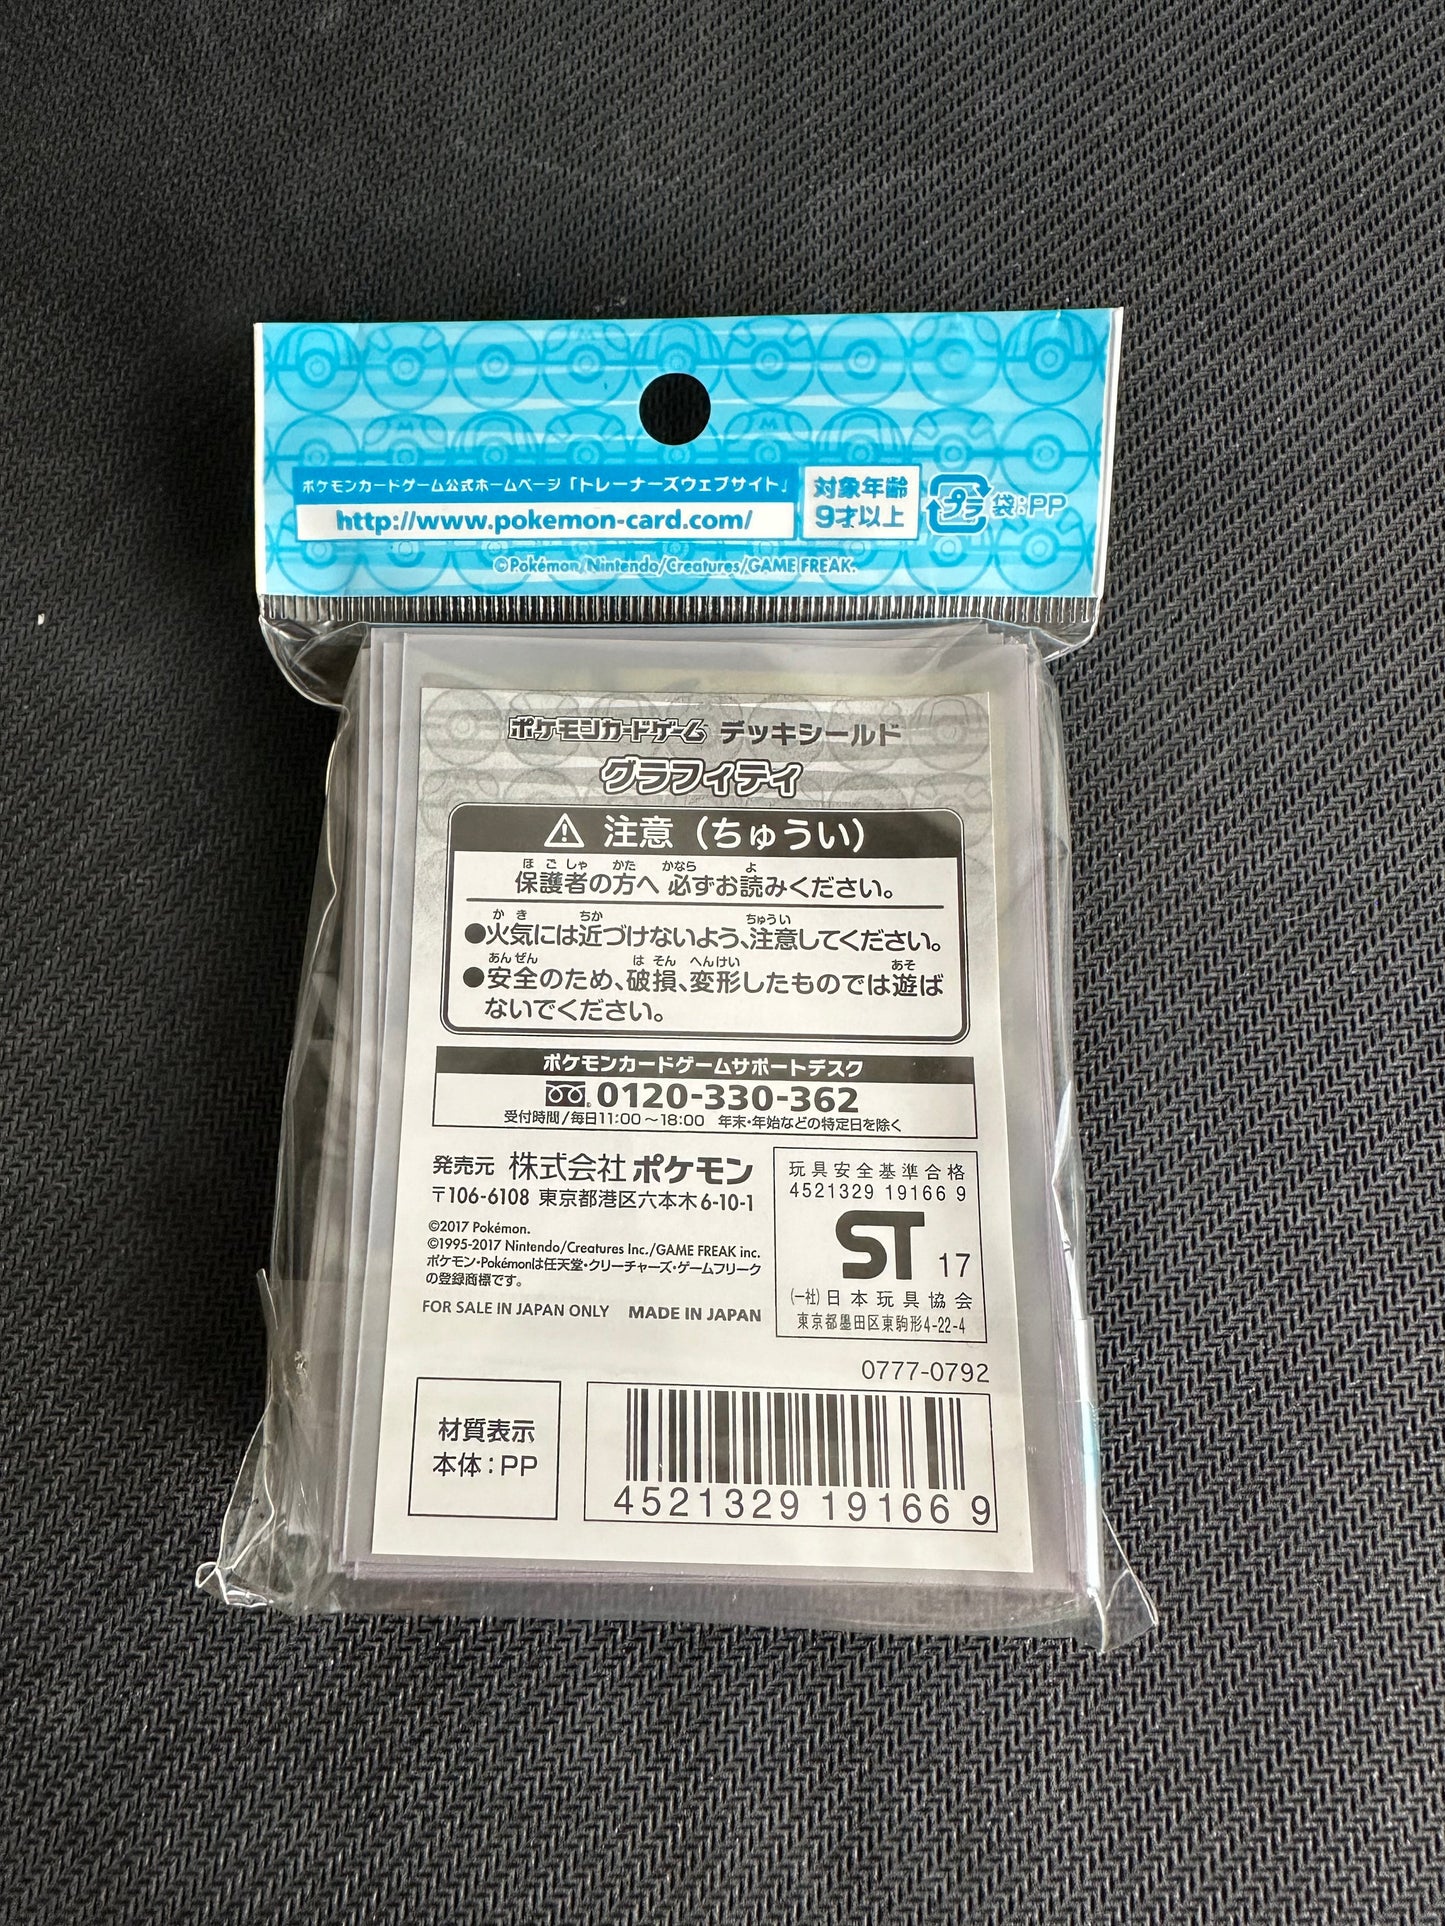 ポケモンカードゲーム公式ホームページ「トレーナーズウェブサイト」
http://www.pokemon-card.com/
対象年齢
9才以上
プラ 袋:PP
©Pokémon/Nintendo/Creatures/GAME FREAK.
ポケモンカードゲーム デッキシールド
グラフィティ
⚠ 注意(ちゅうい)
ほごしゃ かた かなら よ
保護者の方へ 必ずお読みください。
かき ちか ちゅうい
●火気には近づけないよう、注意してください。
あんぜん はそん へんけい あそ
●安全のため、破損、変形したものでは遊ば
ないでください。
ポケモンカードゲームサポートデスク
0120-330-362
受付時間/毎日11:00~18:00 年末・年始などの特定日を除く
発売元 株式会社ポケモン
〒106-6108 東京都港区六本木6-10-1
©2017 Pokémon.
©1995-2017 Nintendo/Creatures Inc./GAME FREAK inc.
ポケモン・Pokémonは任天堂・クリーチャーズ・ゲームフリーク
の登録商標です。
FOR SALE IN JAPAN ONLY MADE IN JAPAN
玩具安全基準合格
4521329 19166 9
ST 17
(一社)日本玩具協会
東京都墨田区東駒形4-22-4
0777-0792
材質表示
本体:PP
4521329 19166 9